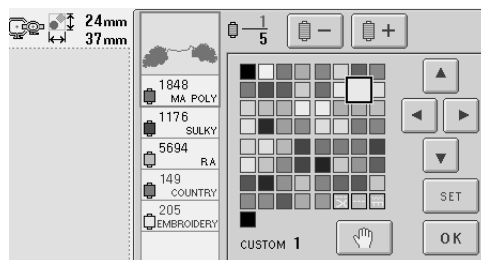 24mm
37mm
1
5
1848
MA POLY
1176
SULKY
5694
RA
149
COUNTRY
205
EMBROIDERY
CUSTOM 1
SET
OK